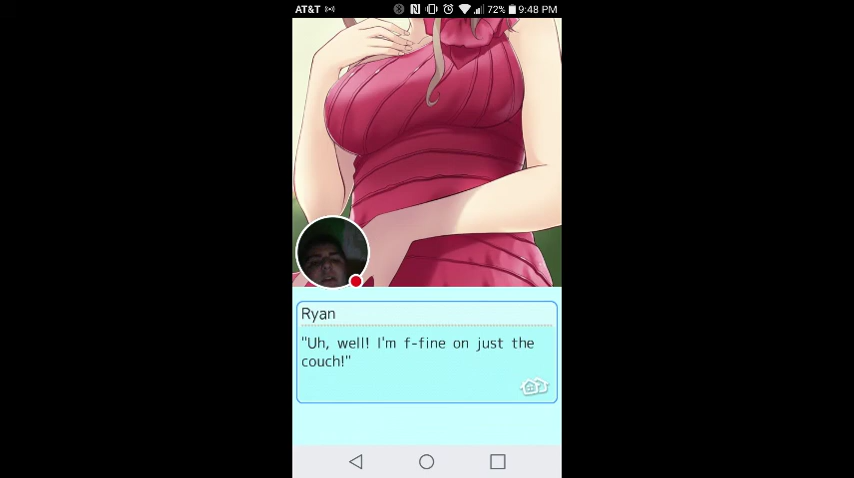 AT&T 72% 9:48 PM
Ryan
"Uh, well! I'm f-fine on just the
couch!"